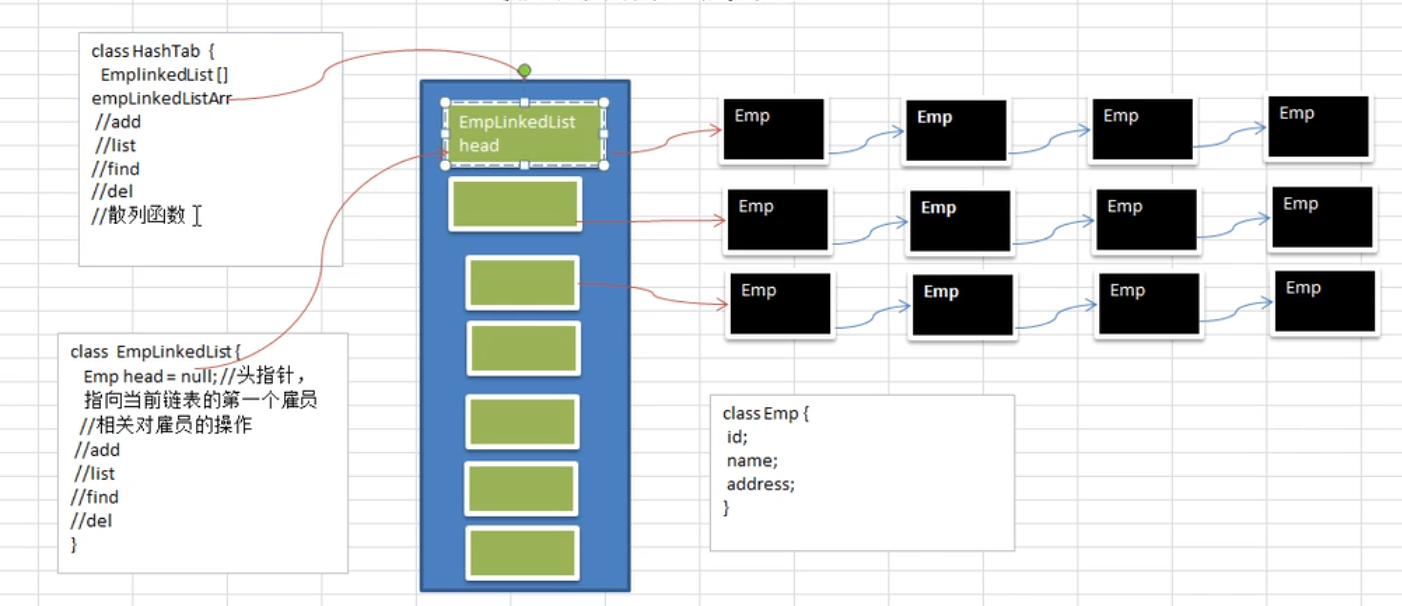 class HashTab {
EmplinkedList []
empLinkedListArr
//add
//list
//find
//del
//散列函数
EmpLinkedList
head
Emp
Emp
Emp
Emp
Emp
Emp
Emp
Emp
Emp
Emp
Emp
Emp
class EmpLinkedList {
Emp head = null; //头指针，
指向当前链表的第一个雇员
//相关对雇员的操作
//add
//list
//find
//del
}
class Emp {
id;
name;
address;
}